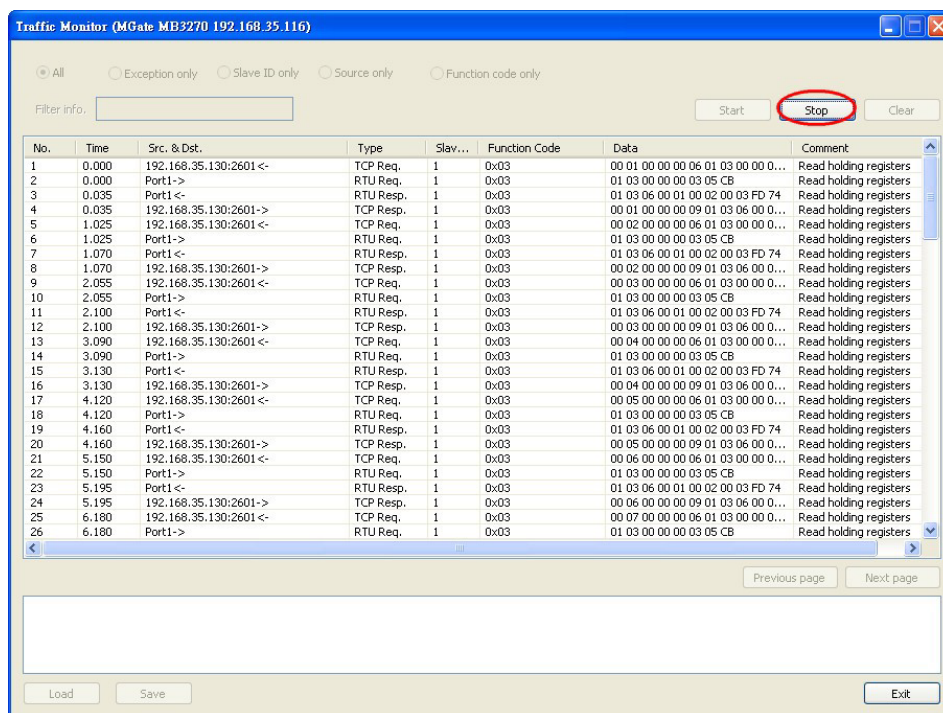 Traffic Monitor (MGate MB3270 192.168.35.116)
All Exception only Slave ID only Source only Function code only
Filter info. Start Stop Clear
No. Time Src. & Dst. Type Slav... Function Code Data Comment
1 0.000 192.168.35.130:2601<- TCP Req. 1 0x03 00 01 00 00 00 06 01 03 00 00 0... Read holding registers
2 0.000 Port1-> RTU Req. 1 0x03 01 03 00 00 00 03 05 CB Read holding registers
3 0.035 Port1<- RTU Resp. 1 0x03 01 03 06 00 01 00 02 00 03 FD 74 Read holding registers
4 0.035 192.168.35.130:2601-> TCP Resp. 1 0x03 00 01 00 00 00 09 01 03 06 00 0... Read holding registers
5 1.025 192.168.35.130:2601<- TCP Req. 1 0x03 00 02 00 00 00 06 01 03 00 00 0... Read holding registers
6 1.025 Port1-> RTU Req. 1 0x03 01 03 00 00 00 03 05 CB Read holding registers
7 1.070 Port1<- RTU Resp. 1 0x03 01 03 06 00 01 00 02 00 03 FD 74 Read holding registers
8 1.070 192.168.35.130:2601-> TCP Resp. 1 0x03 00 02 00 00 00 09 01 03 06 00 0... Read holding registers
9 2.055 192.168.35.130:2601<- TCP Req. 1 0x03 00 03 00 00 00 06 01 03 00 00 0... Read holding registers
10 2.055 Port1-> RTU Req. 1 0x03 01 03 00 00 00 03 05 CB Read holding registers
11 2.100 Port1<- RTU Resp. 1 0x03 01 03 06 00 01 00 02 00 03 FD 74 Read holding registers
12 2.100 192.168.35.130:2601-> TCP Resp. 1 0x03 00 03 00 00 00 09 01 03 06 00 0... Read holding registers
13 3.090 192.168.35.130:2601<- TCP Req. 1 0x03 00 04 00 00 00 06 01 03 00 00 0... Read holding registers
14 3.090 Port1-> RTU Req. 1 0x03 01 03 00 00 00 03 05 CB Read holding registers
15 3.130 Port1<- RTU Resp. 1 0x03 01 03 06 00 01 00 02 00 03 FD 74 Read holding registers
16 3.130 192.168.35.130:2601-> TCP Resp. 1 0x03 00 04 00 00 00 09 01 03 06 00 0... Read holding registers
17 4.120 192.168.35.130:2601<- TCP Req. 1 0x03 00 05 00 00 00 06 01 03 00 00 0... Read holding registers
18 4.120 Port1-> RTU Req. 1 0x03 01 03 00 00 00 03 05 CB Read holding registers
19 4.160 Port1<- RTU Resp. 1 0x03 01 03 06 00 01 00 02 00 03 FD 74 Read holding registers
20 4.160 192.168.35.130:2601-> TCP Resp. 1 0x03 00 05 00 00 00 09 01 03 06 00 0... Read holding registers
21 5.150 192.168.35.130:2601<- TCP Req. 1 0x03 00 06 00 00 00 06 01 03 00 00 0... Read holding registers
22 5.150 Port1-> RTU Req. 1 0x03 01 03 00 00 00 03 05 CB Read holding registers
23 5.195 Port1<- RTU Resp. 1 0x03 01 03 06 00 01 00 02 00 03 FD 74 Read holding registers
24 5.195 192.168.35.130:2601-> TCP Resp. 1 0x03 00 06 00 00 00 09 01 03 06 00 0... Read holding registers
25 6.180 192.168.35.130:2601<- TCP Req. 1 0x03 00 07 00 00 00 06 01 03 00 00 0... Read holding registers
26 6.180 Port1-> RTU Req. 1 0x03 01 03 00 00 00 03 05 CB Read holding registers
Previous page Next page
Load Save Exit